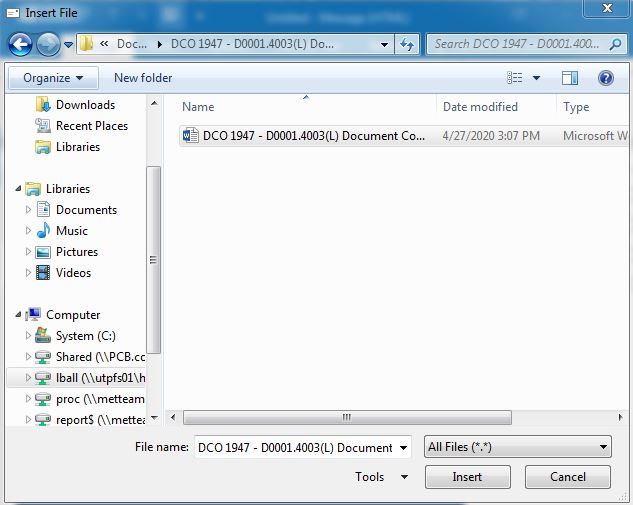 Insert File
Untitled - Message (HTML)
Doc... DCO 1947 - D0001.4003(L) Do...
Search DCO 1947 - D0001.400...
Organize New folder
Name Date modified Type
DCO 1947 - D0001.4003(L) Document Co... 4/27/2020 3:07 PM Microsoft W
Downloads
Recent Places
Libraries
Libraries
Documents
Music
Pictures
Videos
Computer
System (C:)
Shared (\\PCB.cc
lball (\\utpfs01\h
proc (\\metteam
report$ (\\metteam
File name: DCO 1947 - D0001.4003(L) Document All Files (*.*)
Tools Insert Cancel